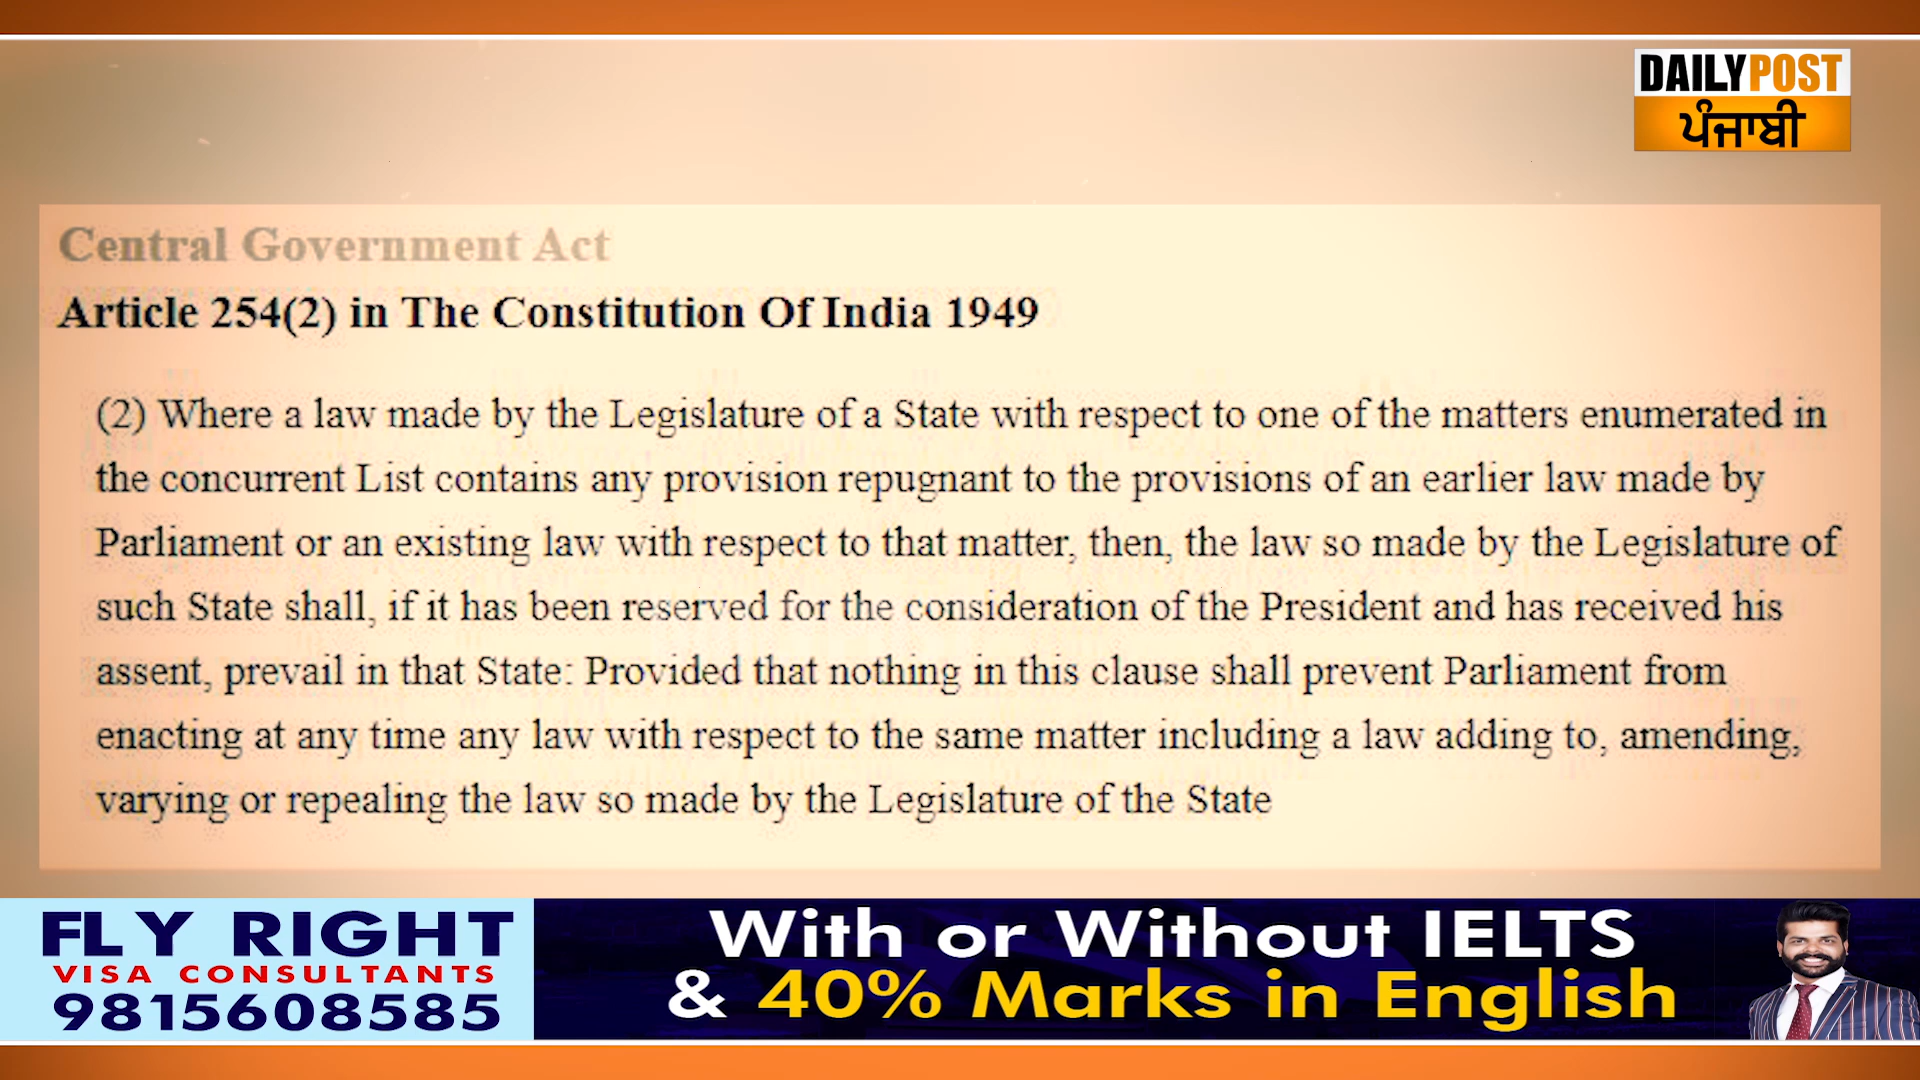 DAILYPOST
ਪੰਜਾਬੀ
Central Government Act
Article 254(2) in The Constitution Of India 1949
(2) Where a law made by the Legislature of a State with respect to one of the matters enumerated in
the concurrent List contains any provision repugnant to the provisions of an earlier law made by
Parliament or an existing law with respect to that matter, then, the law so made by the Legislature of
such State shall, if it has been reserved for the consideration of the President and has received his
assent, prevail in that State: Provided that nothing in this clause shall prevent Parliament from
enacting at any time any law with respect to the same matter including a law adding to, amending,
varying or repealing the law so made by the Legislature of the State
FLY RIGHT
VISA CONSULTANTS
9815608585
With or Without IELTS
& 40% Marks in English